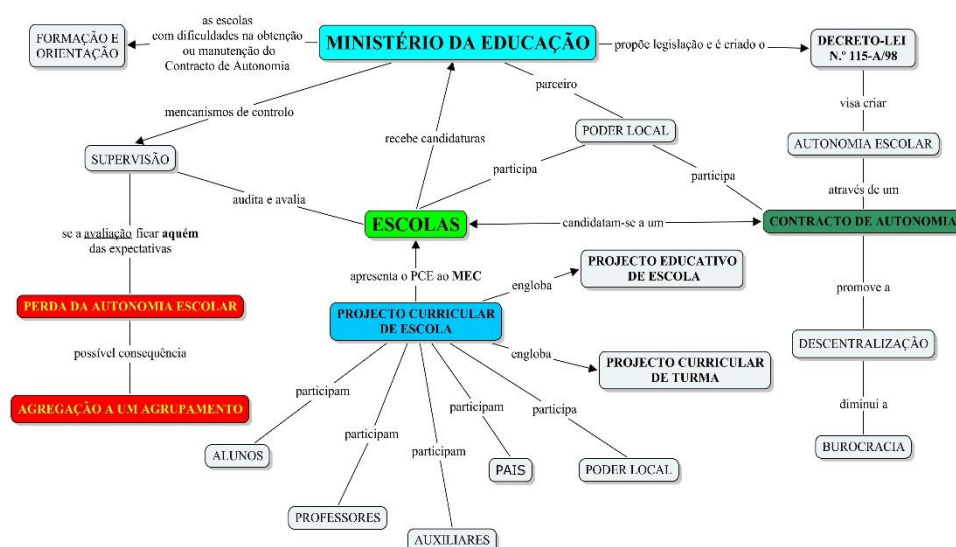 as escolas
com dificuldades na obtenção
ou manutenção do
Contracto de Autonomia
FORMAÇÃO E
ORIENTAÇÃO
MINISTÉRIO DA EDUCAÇÃO
propõe legislação e é criado o
DECRETO-LEI
N.º 115-A/98
mencanismos de controlo
parceiro
visa criar
recebe candidaturas
PODER LOCAL
AUTONOMIA ESCOLAR
SUPERVISÃO
participa
participa
através de um
audita e avalia
ESCOLAS
candidatam-se a um
CONTRACTO DE AUTONOMIA
se a avaliação ficar aquém
das expectativas
apresenta o PCE ao MEC
engloba
PROJECTO EDUCATIVO
DE ESCOLA
promove a
PERDA DA AUTONOMIA ESCOLAR
PROJECTO CURRICULAR
DE ESCOLA
possível consequência
engloba
PROJECTO CURRICULAR
DE TURMA
DESCENTRALIZAÇÃO
AGREGAÇÃO A UM AGRUPAMENTO
participam
participam
participam
participam
participa
diminui a
ALUNOS
PAIS
PODER LOCAL
BUROCRACIA
PROFESSORES
AUXILIARES